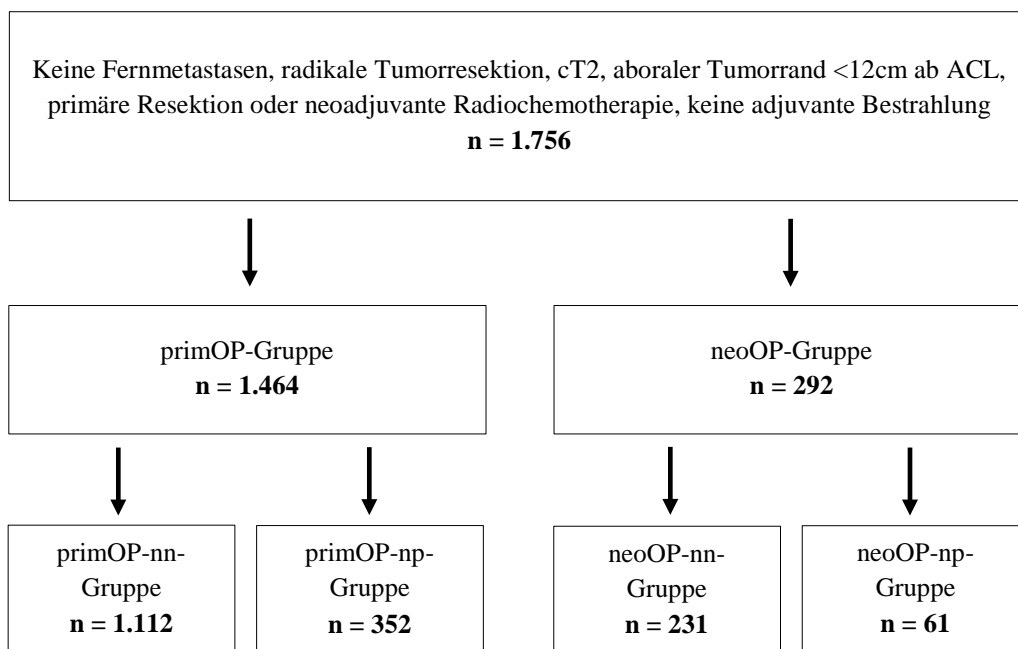 Keine Fernmetastasen, radikale Tumorresektion, cT2, aboraler Tumorrand <12cm ab ACL,
primäre Resektion oder neoadjuvante Radiochemotherapie, keine adjuvante Bestrahlung
n = 1.756
primOP-Gruppe
n = 1.464
neoOP-Gruppe
n = 292
primOP-nn-
Gruppe
n = 1.112
primOP-np-
Gruppe
n = 352
neoOP-nn-
Gruppe
n = 231
neoOP-np-
Gruppe
n = 61